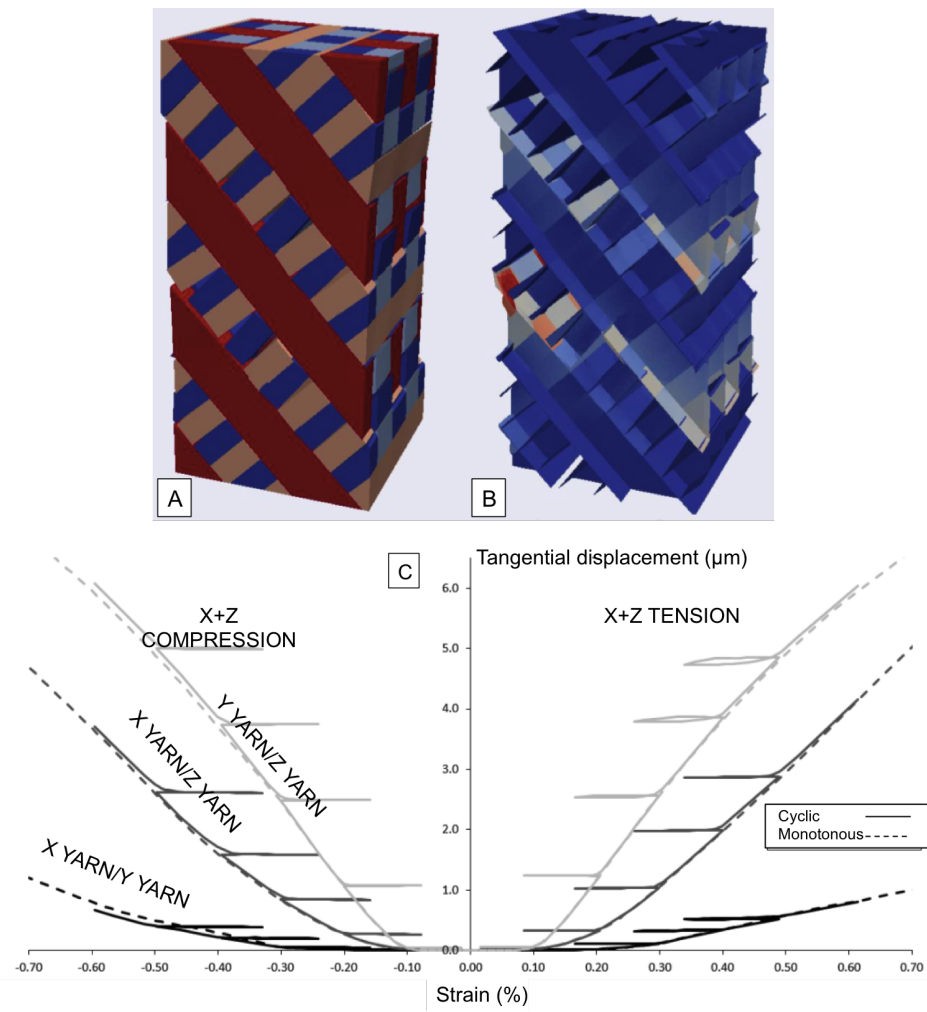 A
B
C
Tangential displacement (µm)
6.0
X+Z
COMPRESSION
X+Z TENSION
5.0
4.0
Y YARN/Z YARN
X YARN/Z YARN
3.0
Cyclic
Monotonous
2.0
X YARN/Y YARN
1.0
0.0
-0.70 -0.60 -0.50 -0.40 -0.30 -0.20 -0.10 0.00 0.10 0.20 0.30 0.40 0.50 0.60 0.70
Strain (%)